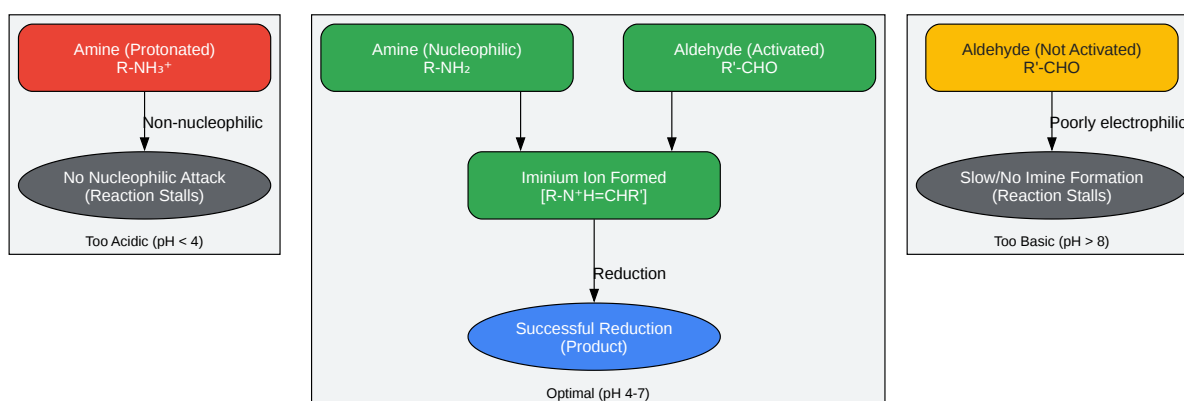 Amine (Protonated)
R-NH₃⁺
Non-nucleophilic
No Nucleophilic Attack
(Reaction Stalls)
Too Acidic (pH < 4)
Amine (Nucleophilic)
R-NH₂
Aldehyde (Activated)
R'-CHO
Iminium Ion Formed
[R-N⁺H=CHR']
Reduction
Successful Reduction
(Product)
Optimal (pH 4-7)
Aldehyde (Not Activated)
R'-CHO
Poorly electrophilic
Slow/No Imine Formation
(Reaction Stalls)
Too Basic (pH > 8)